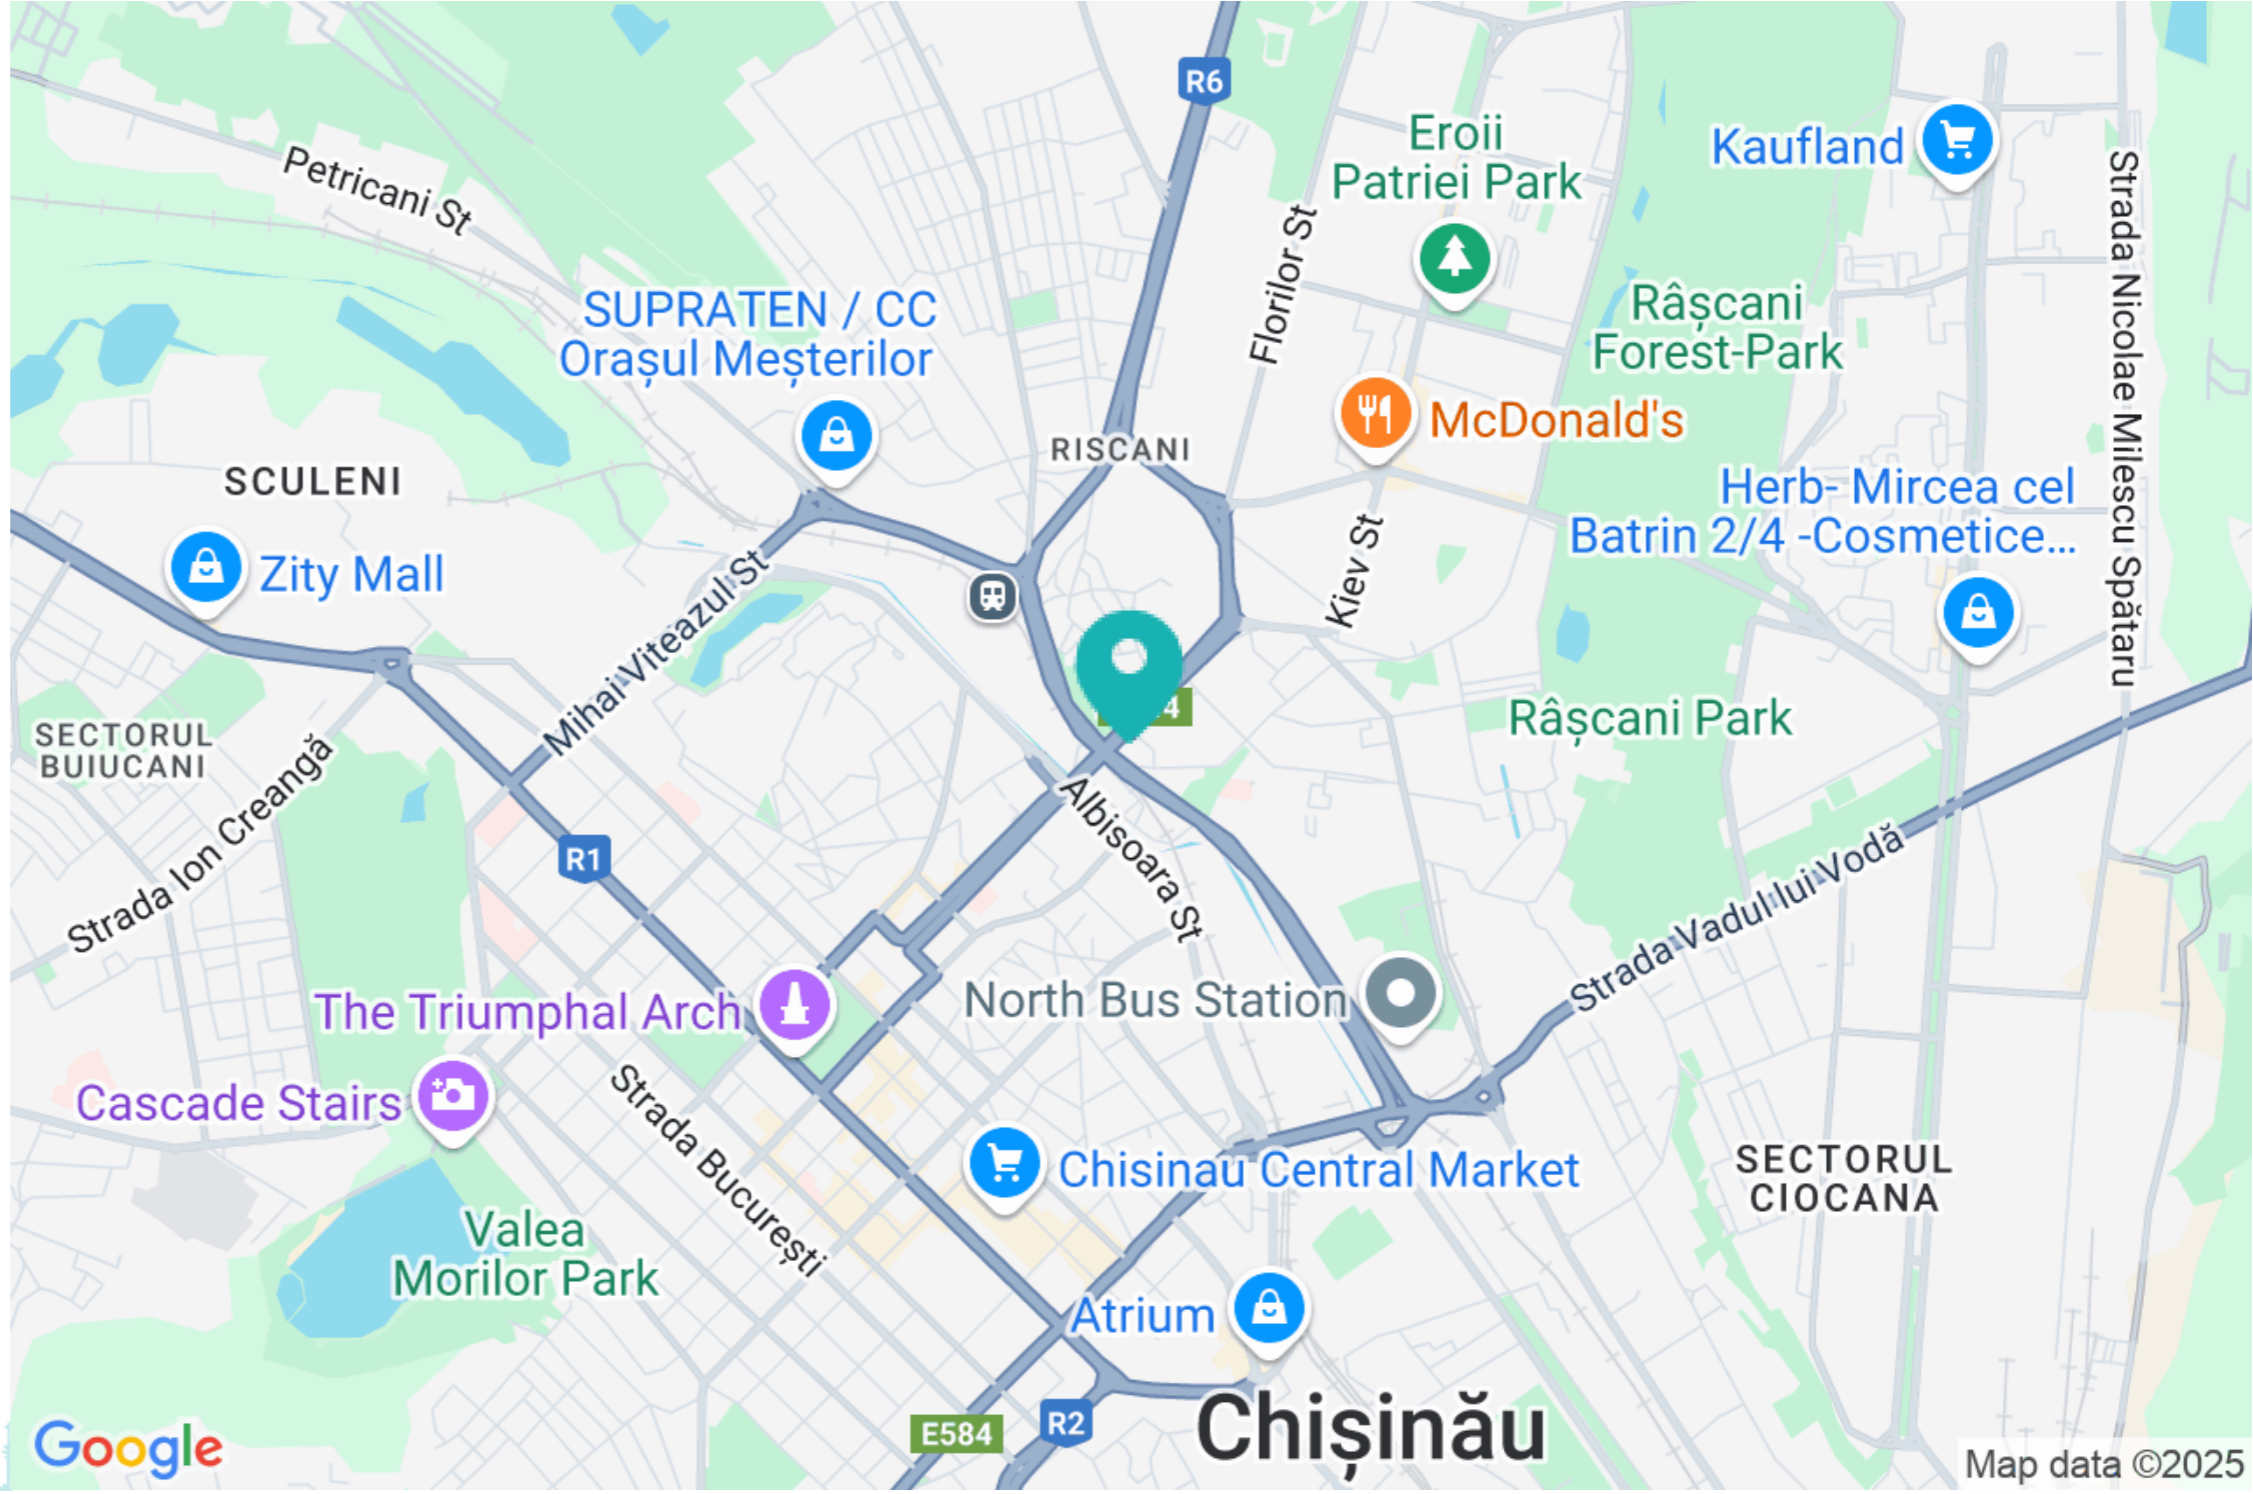 R6
Eroii
Patriei Park
Kaufland
Petricani St
Strada Nicolae Milescu Spătaru
Florilor St
SUPRATEN / CC
Orașul Meșterilor
Râșcani
Forest-Park
McDonald's
RISCANI
SCULENI
Herb- Mircea cel
Batrin 2/4 -Cosmetice...
Zity Mall
Kiev St
Mihai Viteazul St
4
Râșcani Park
SECTORUL
BUIUCANI
Strada Ion Creangă
Albisoara St
R1
Strada Vadul lui Vodă
The Triumphal Arch
North Bus Station
Cascade Stairs
Strada București
Chisinau Central Market
SECTORUL
CIOCANA
Valea
Morilor Park
Atrium
E584
R2
Chișinău
Google
Map data ©2025